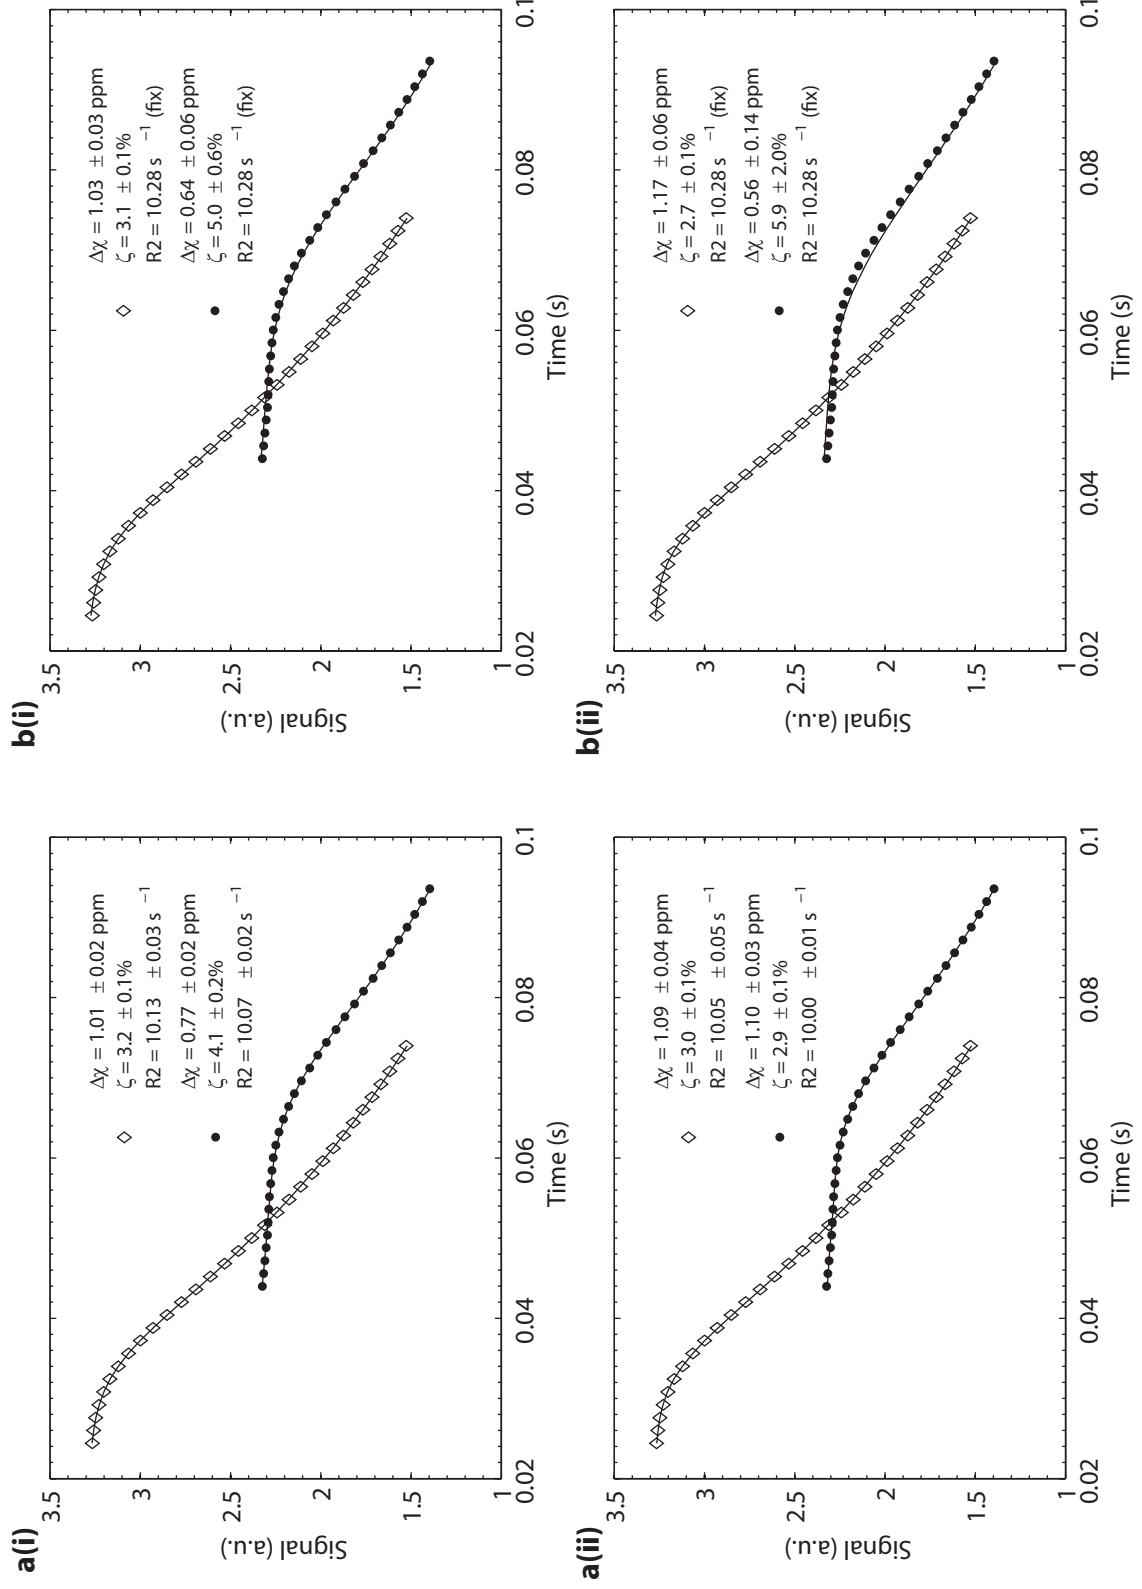 a(i)
3.5
3
2.5
2
1.5
1
Signal (a.u.)
0.02
0.04
0.06
0.08
0.1
Time (s)
Δχ = 1.01 ± 0.02 ppm
ζ = 3.2 ± 0.1%
R2 = 10.13 ± 0.03 s −1
Δχ = 0.77 ± 0.02 ppm
ζ = 4.1 ± 0.2%
R2 = 10.07 ± 0.02 s −1
b(i)
3.5
3
2.5
2
1.5
1
Signal (a.u.)
0.02
0.04
0.06
0.08
0.1
Time (s)
Δχ = 1.03 ± 0.03 ppm
ζ = 3.1 ± 0.1%
R2 = 10.28 s −1 (fix)
Δχ = 0.64 ± 0.06 ppm
ζ = 5.0 ± 0.6%
R2 = 10.28 s −1 (fix)
a(ii)
3.5
3
2.5
2
1.5
1
Signal (a.u.)
0.02
0.04
0.06
0.08
0.1
Time (s)
Δχ = 1.09 ± 0.04 ppm
ζ = 3.0 ± 0.1%
R2 = 10.05 ± 0.05 s −1
Δχ = 1.10 ± 0.03 ppm
ζ = 2.9 ± 0.1%
R2 = 10.00 ± 0.01 s −1
b(ii)
3.5
3
2.5
2
1.5
1
Signal (a.u.)
0.02
0.04
0.06
0.08
0.1
Time (s)
Δχ = 1.17 ± 0.06 ppm
ζ = 2.7 ± 0.1%
R2 = 10.28 s −1 (fix)
Δχ = 0.56 ± 0.14 ppm
ζ = 5.9 ± 2.0%
R2 = 10.28 s −1 (fix)